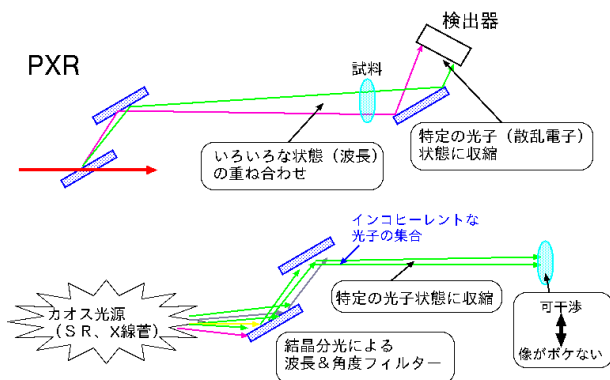 検出器
PXR
試料
いろいろな状態（波長）
の重ね合わせ
特定の光子（散乱電子）
状態に収縮
インコヒーレントな
光子の集合
特定の光子状態に収縮
カオス光源
（ＳＲ、Ｘ線菅）
結晶分光による
波長＆角度フィルター
可干渉
像がボケない